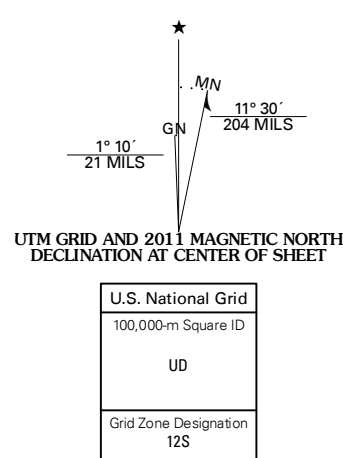 ★
MN
11° 30´
204 MILS
GN
1° 10´
21 MILS
UTM GRID AND 2011 MAGNETIC NORTH
DECLINATION AT CENTER OF SHEET
U.S. National Grid
100,000-m Square ID
UD
Grid Zone Designation
12S